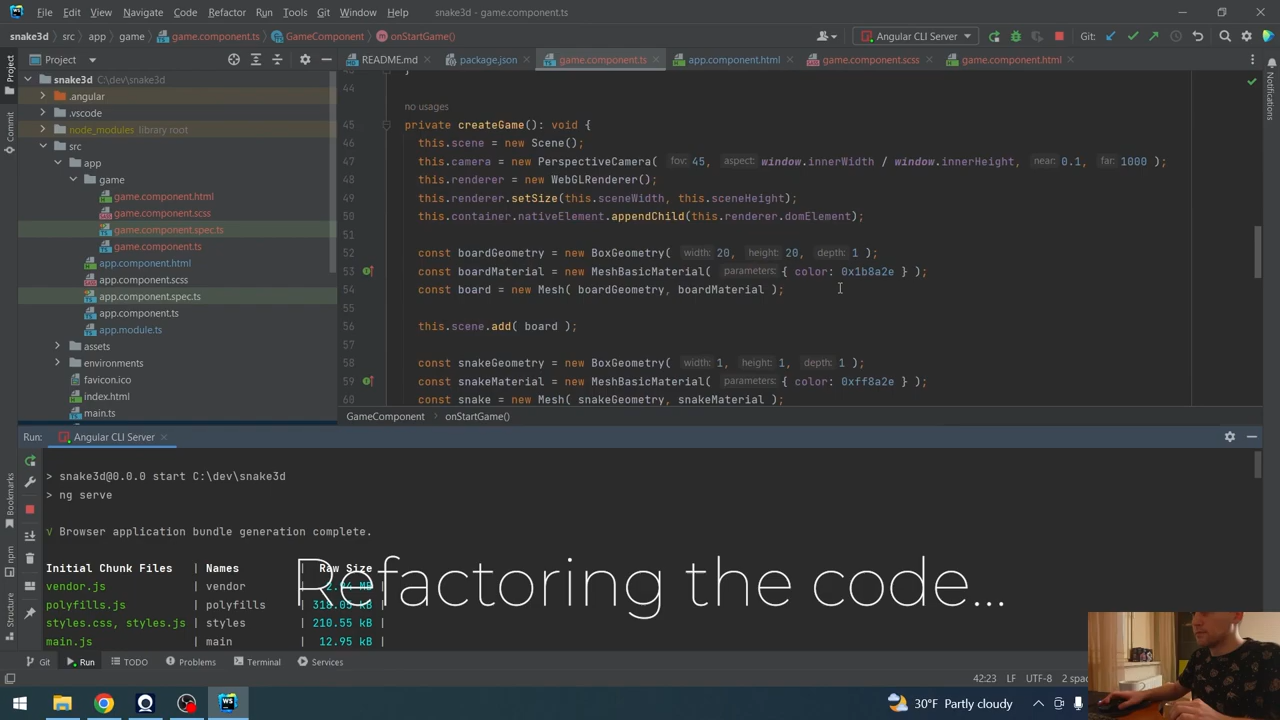 File Edit View Navigate Code Refactor Run Tools Git Window Help snake3d - game.component.ts
snake3d src app game game.component.ts GameComponent onStartGame() Angular CLI Server Git:
Project
README.md package.json game.component.ts app.component.html game.component.scss game.component.html
Project
Commit
Bookmarks
npm
Structure
Notifications
snake3d C:\dev\snake3d
.angular
.vscode
node_modules library root
src
app
game
game.component.html
game.component.scss
game.component.spec.ts
game.component.ts
app.component.html
app.component.scss
app.component.spec.ts
app.component.ts
app.module.ts
assets
environments
favicon.ico
index.html
main.ts
}
44
no usages
45 private createGame(): void {
46 this.scene = new Scene();
47 this.camera = new PerspectiveCamera( fov: 45, aspect: window.innerWidth / window.innerHeight, near: 0.1, far: 1000 );
48 this.renderer = new WebGLRenderer();
49 this.renderer.setSize(this.sceneWidth, this.sceneHeight);
50 this.container.nativeElement.appendChild(this.renderer.domElement);
51
52 const boardGeometry = new BoxGeometry( width: 20, height: 20, depth: 1 );
53 const boardMaterial = new MeshBasicMaterial( parameters: { color: 0x1b8a2e } );
54 const board = new Mesh( boardGeometry, boardMaterial );
55
56 this.scene.add( board );
57
58 const snakeGeometry = new BoxGeometry( width: 1, height: 1, depth: 1 );
59 const snakeMaterial = new MeshBasicMaterial( parameters: { color: 0xff8a2e } );
60 const snake = new Mesh( snakeGeometry, snakeMaterial );
GameComponent onStartGame()
Run: Angular CLI Server
> snake3d@0.0.0 start C:\dev\snake3d
> ng serve
√ Browser application bundle generation complete.
Initial Chunk Files | Names | Raw Size
vendor.js | vendor | 2.94 MB |
polyfills.js | polyfills | 318.05 kB |
styles.css, styles.js | styles | 210.55 kB |
main.js | main | 12.95 kB |
Refactoring the code...
Git Run TODO Problems Terminal Services
42:23 LF UTF-8 2 spac
30°F Partly cloudy